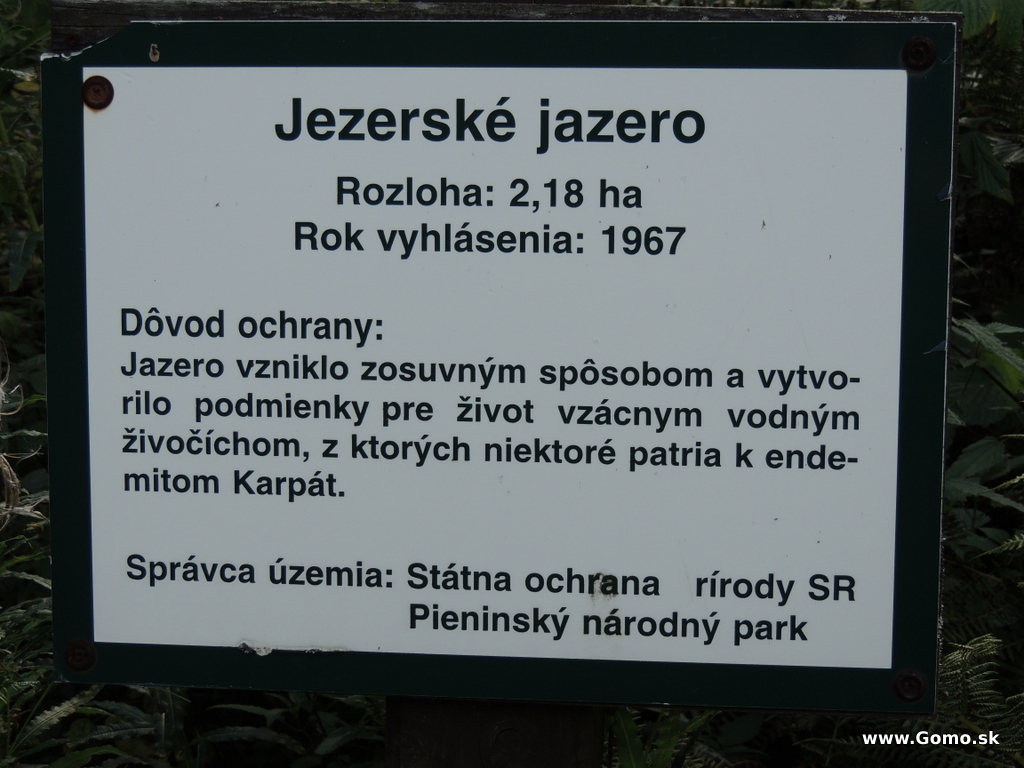 Jezerské jazero
Rozloha: 2,18 ha
Rok vyhlásenia: 1967
Dôvod ochrany:
Jazero vzniklo zosuvným spôsobom a vytvo-
rilo podmienky pre život vzácnym vodným
živočíchom, z ktorých niektoré patria k ende-
mitom Karpát.
Správca územia: Štátna ochrana rírody SR
Pieninský národný park
www.Gomo.sk